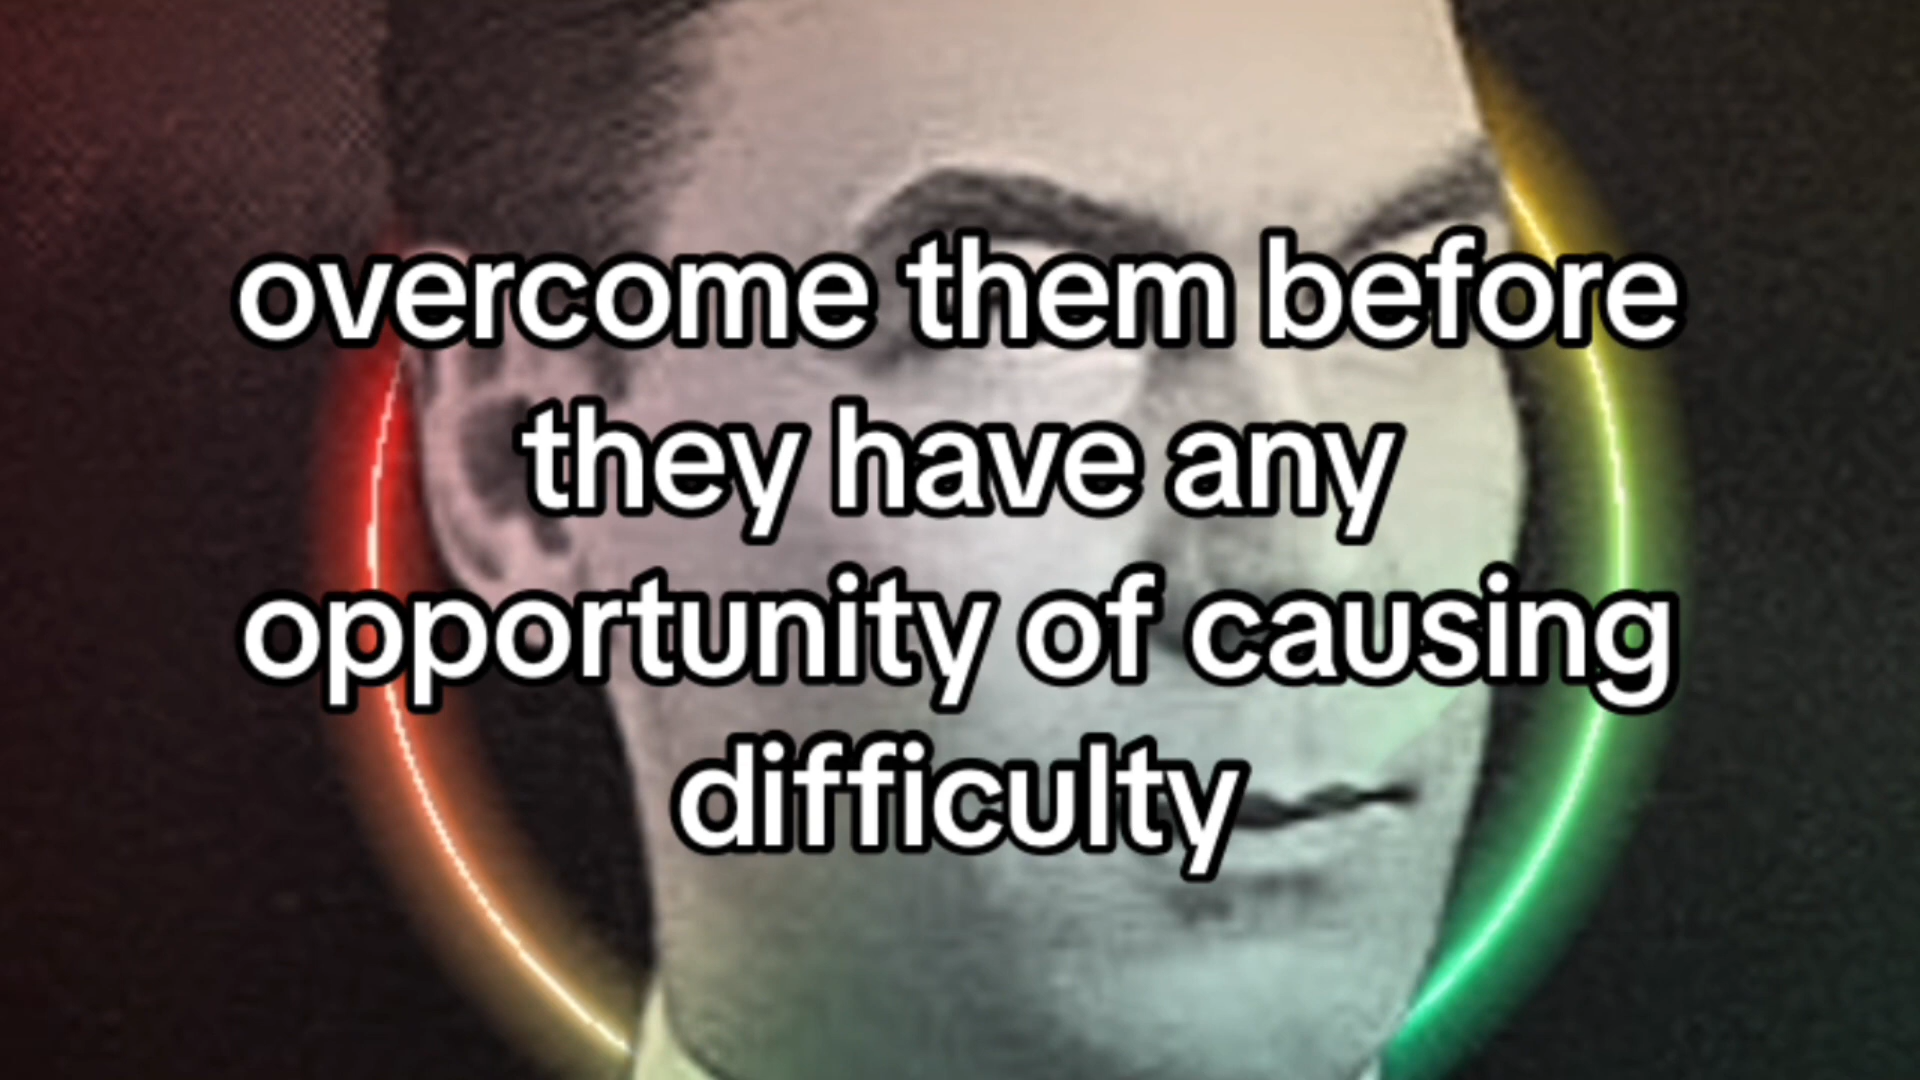 overcome them before
they have any
opportunity of causing
difficulty